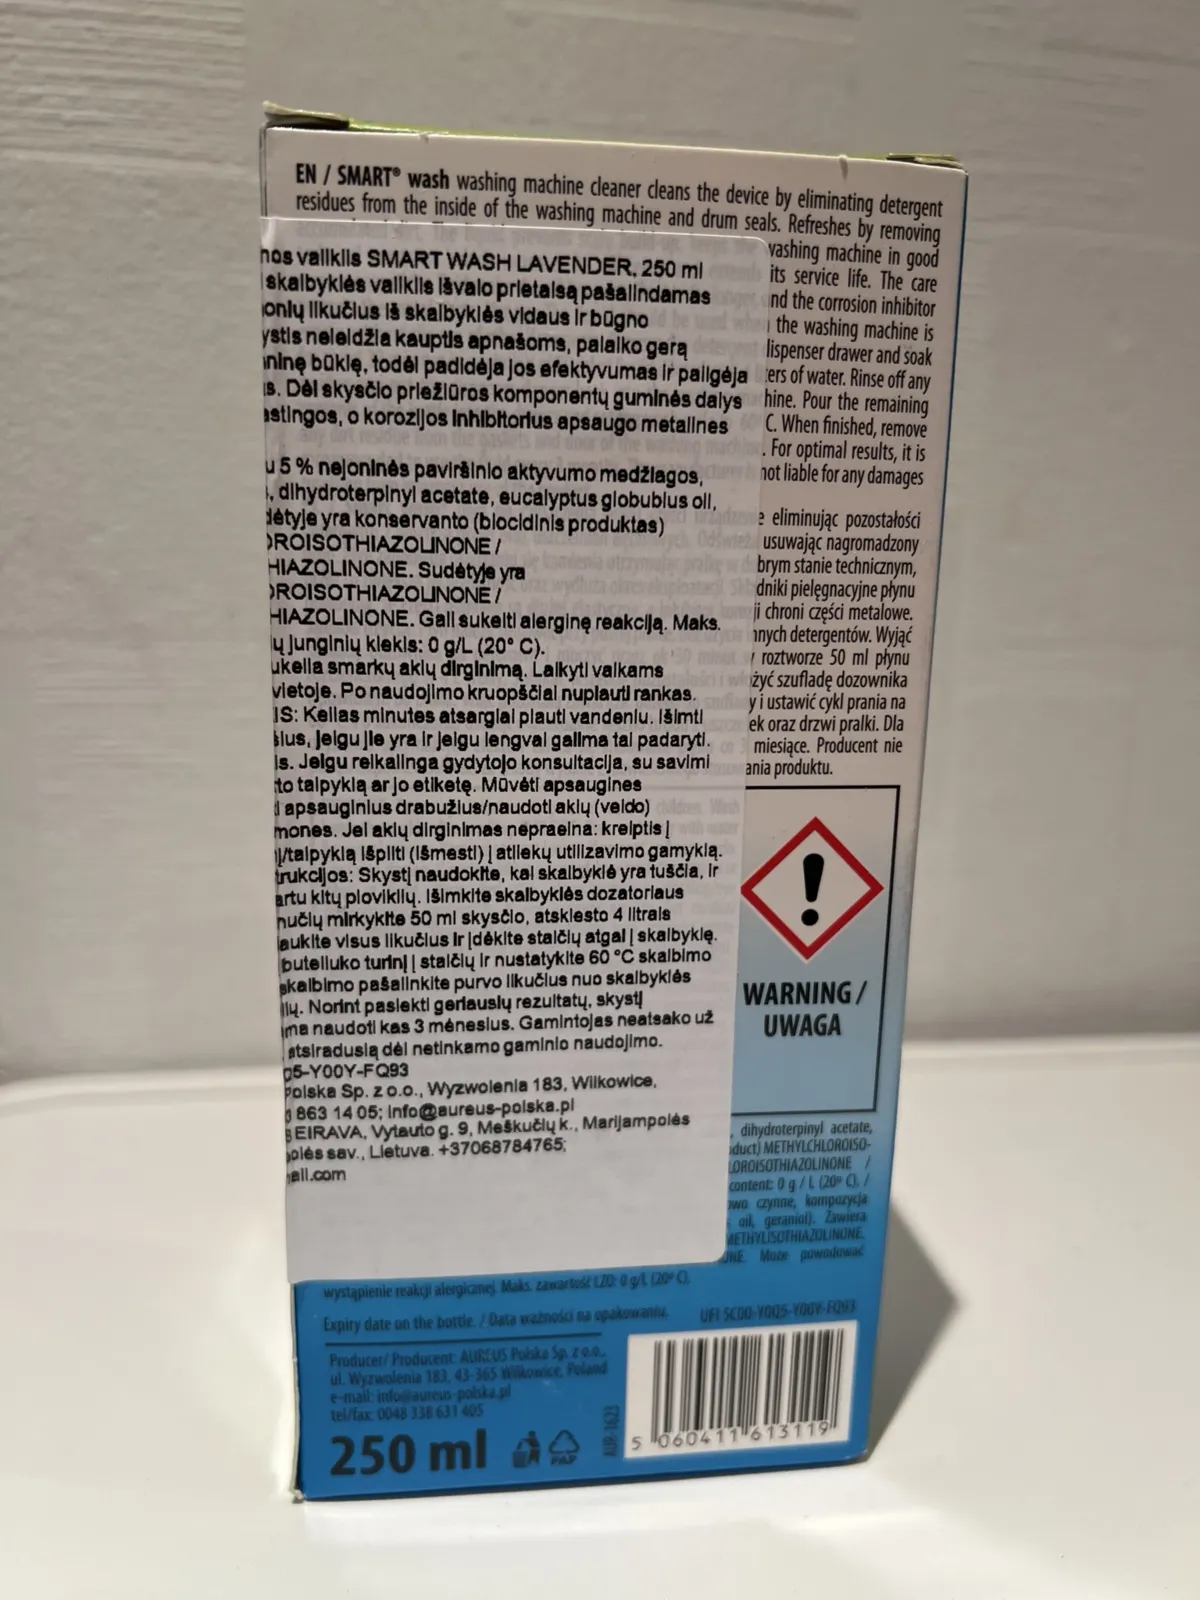 EN / SMART® wash washing machine cleaner cleans the device by eliminating detergent
residues from the inside of the washing machine and drum seals. Refreshes by removing
washing machine in good
its service life. The care
nd the corrosion inhibitor
the washing machine is
dispenser drawer and soak
ers of water. Rinse off any
hine. Pour the remaining
C. When finished, remove
. For optimal results, it is
not liable for any damages
nos valiklis SMART WASH LAVENDER, 250 ml
skalbyklės valiklis išvalo prietaisą pašalindamas
onių likučius iš skalbyklės vidaus ir būgno
ystis neleidžia kauptis apnašoms, palaiko gerą
ninę būklę, todėl padidėja jos efektyvumas ir pailgėja
s. Dėl skysčio priežiūros komponentų guminės dalys
astingos, o korozijos inhibitorius apsaugo metalines
u 5 % nejoninės paviršinio aktyvumo medžiagos,
, dihydroterpinyl acetate, eucalyptus globublus oil,
dėtyje yra konservanto (biocidinis produktas)
OROISOTHIAZOLINONE /
HIAZOLINONE. Sudėtyje yra
OROISOTHIAZOLINONE /
HIAZOLINONE. Gali sukelti alerginę reakciją. Maks.
ų junginių kiekis: 0 g/L (20° C).
ukelia smarkų akių dirginimą. Laikyti vaikams
vietoje. Po naudojimo kruopščiai nuplauti rankas.
IS: Kelias minutes atsargiai plauti vandeniu. Išimti
šius, jeigu jie yra ir jeigu lengvai galima tai padaryti.
s. Jeigu reikalinga gydytojo konsultacija, su savimi
to talpyklą ar jo etiketę. Mūvėti apsaugines
i apsauginius drabužius/naudoti akių (veido)
mones. Jei akių dirginimas nepraeina: kreiptis į
į/talpyklą išpilti (išmesti) į atliekų utilizavimo gamyklą.
trukcijos: Skystį naudokite, kai skalbyklė yra tuščia, ir
artu kitų ploviklių. Išimkite skalbyklės dozatoriaus
nučių mirkykite 50 ml skysčio, atskiesto 4 litrais
aukite visus likučius ir įdėkite stalčių atgal į skalbyklę.
buteliuko turinį į stalčių ir nustatykite 60 °C skalbimo
skalbimo pašalinkite purvo likučius nuo skalbyklės
lių. Norint pasiekti geriausių rezultatų, skystį
ma naudoti kas 3 mėnesius. Gamintojas neatsako už
atsiradusią dėl netinkamo gaminio naudojimo.
Q5-Y00Y-FQ93
Polska Sp. z o.o., Wyzwolenia 183, Wilkowice,
863 14 05; info@aureus-polska.pl
EIRAVA, Vytauto g. 9, Meškučių k., Marijampolės
olės sav., Lietuva. +37068784765;
ail.com
e eliminując pozostałości
usuwając nagromadzony
brym stanie technicznym,
dniki pielęgnacyjne płynu
ji chroni części metalowe.
nnych detergentów. Wyjąć
roztworze 50 ml płynu
żyć szufladę dozownika
y i ustawić cykl prania na
ek oraz drzwi pralki. Dla
miesiące. Producent nie
ania produktu.
WARNING /
UWAGA
, dihydroterpinyl acetate,
duct) METHYLCHLOROISO-
LOROISOTHIAZOLINONE /
content: 0 g / L (20º C). /
owo czynne, kompozycja
oil, geraniol). Zawiera
METHYLISOTHIAZOLINONE.
ONE. Może powodować
wystąpienie reakcji alergicznej. Maks. zawartość LZO: 0 g/L (20º C).
Expiry date on the bottle. / Data ważności na opakowaniu.
UFI 5C00-Y0Q5-Y00Y-FQ93
Producer/ Producent: AUREUS Polska Sp. z o.o.,
ul. Wyzwolenia 183, 43-365 Wilkowice, Poland
e-mail: info@aureus-polska.pl
tel/fax: 0048 338 631 405
250 ml
PAP
AUR-1623
5 060411 613119